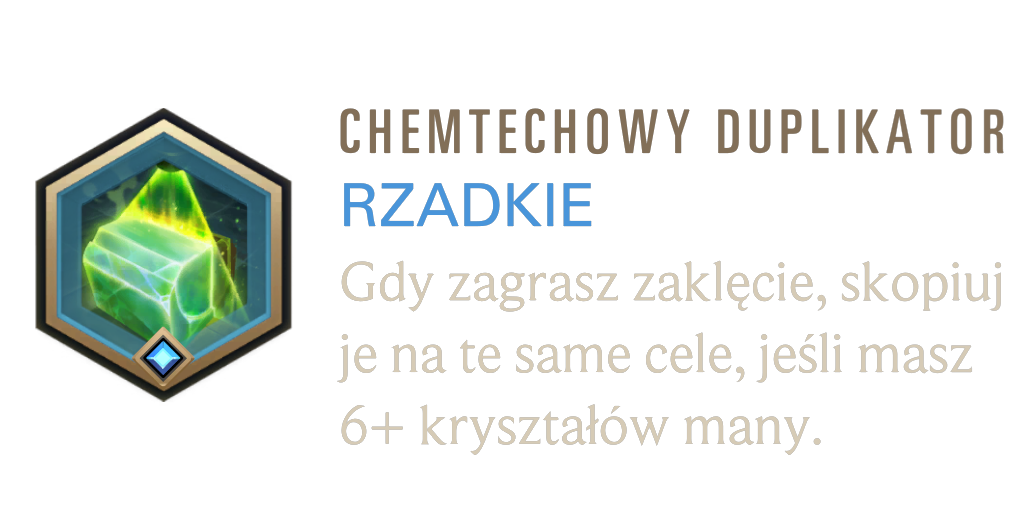 CHEMTECHOWY DUPLIKATOR
RZADKIE
Gdy zagrasz zaklęcie, skopiuj
je na te same cele, jeśli masz
6+ kryształów many.